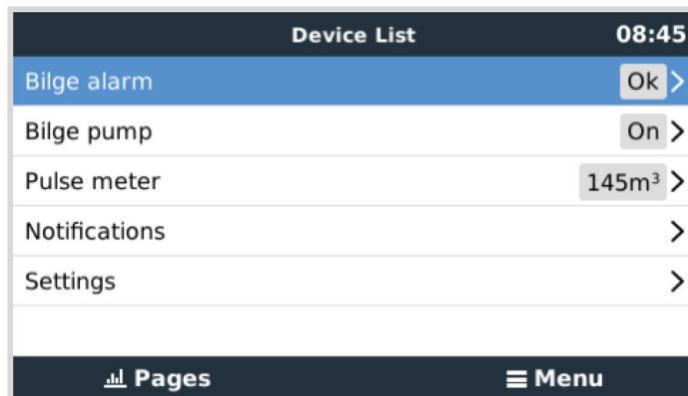 Device List 08:45
Bilge alarm Ok
Bilge pump On
Pulse meter 145m³
Notifications
Settings
Pages Menu